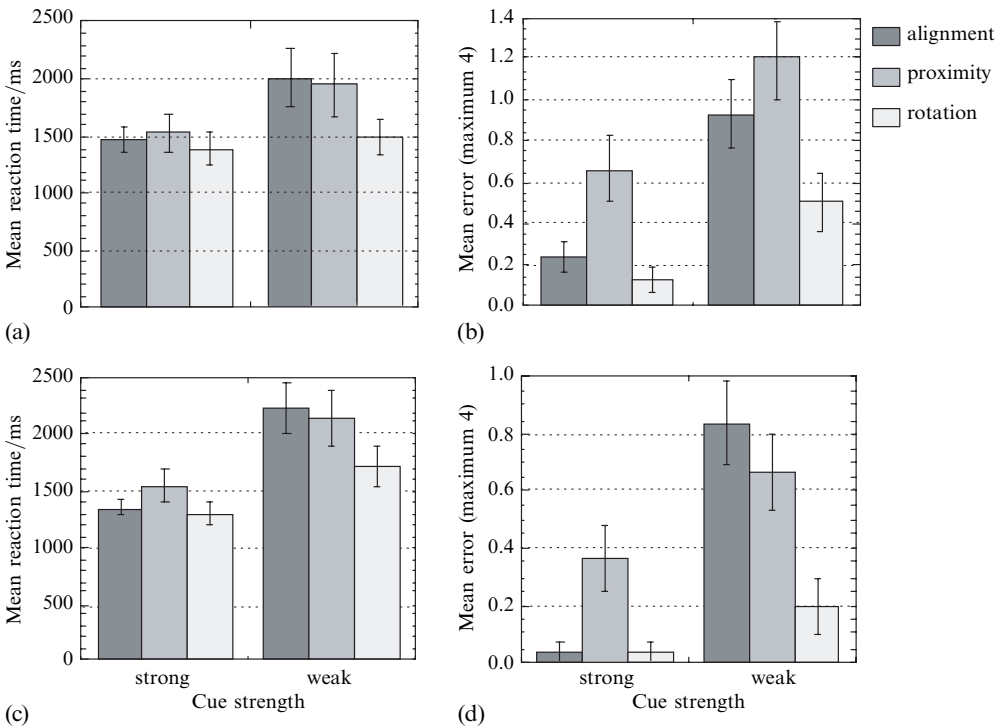 2500
2000
1500
1000
500
0
Mean reaction time/ms
(a)
1.4
1.2
1.0
0.8
0.6
0.4
0.2
0.0
Mean error (maximum 4)
(b)
alignment
proximity
rotation
2500
2000
1500
1000
500
0
Mean reaction time/ms
strong
weak
Cue strength
(c)
1.0
0.8
0.6
0.4
0.2
0.0
Mean error (maximum 4)
strong
weak
Cue strength
(d)